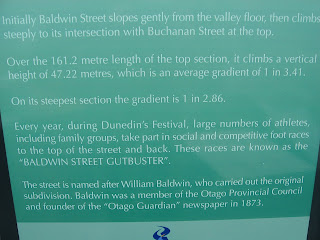 Initially Baldwin Street slopes gently from the valley floor, then climbs
steeply to its intersection with Buchanan Street at the top.
Over the 161.2 metre length of the top section, it climbs a vertical
height of 47.22 metres, which is an average gradient of 1 in 3.41.
On its steepest section the gradient is 1 in 2.86.
Every year, during Dunedin's Festival, large numbers of athletes,
including family groups, take part in social and competitive foot races
to the top of the street and back. These races are known as the
"BALDWIN STREET GUTBUSTER".
The street is named after William Baldwin, who carried out the original
subdivision. Baldwin was a member of the Otago Provincial Council
and founder of the "Otago Guardian" newspaper in 1873.